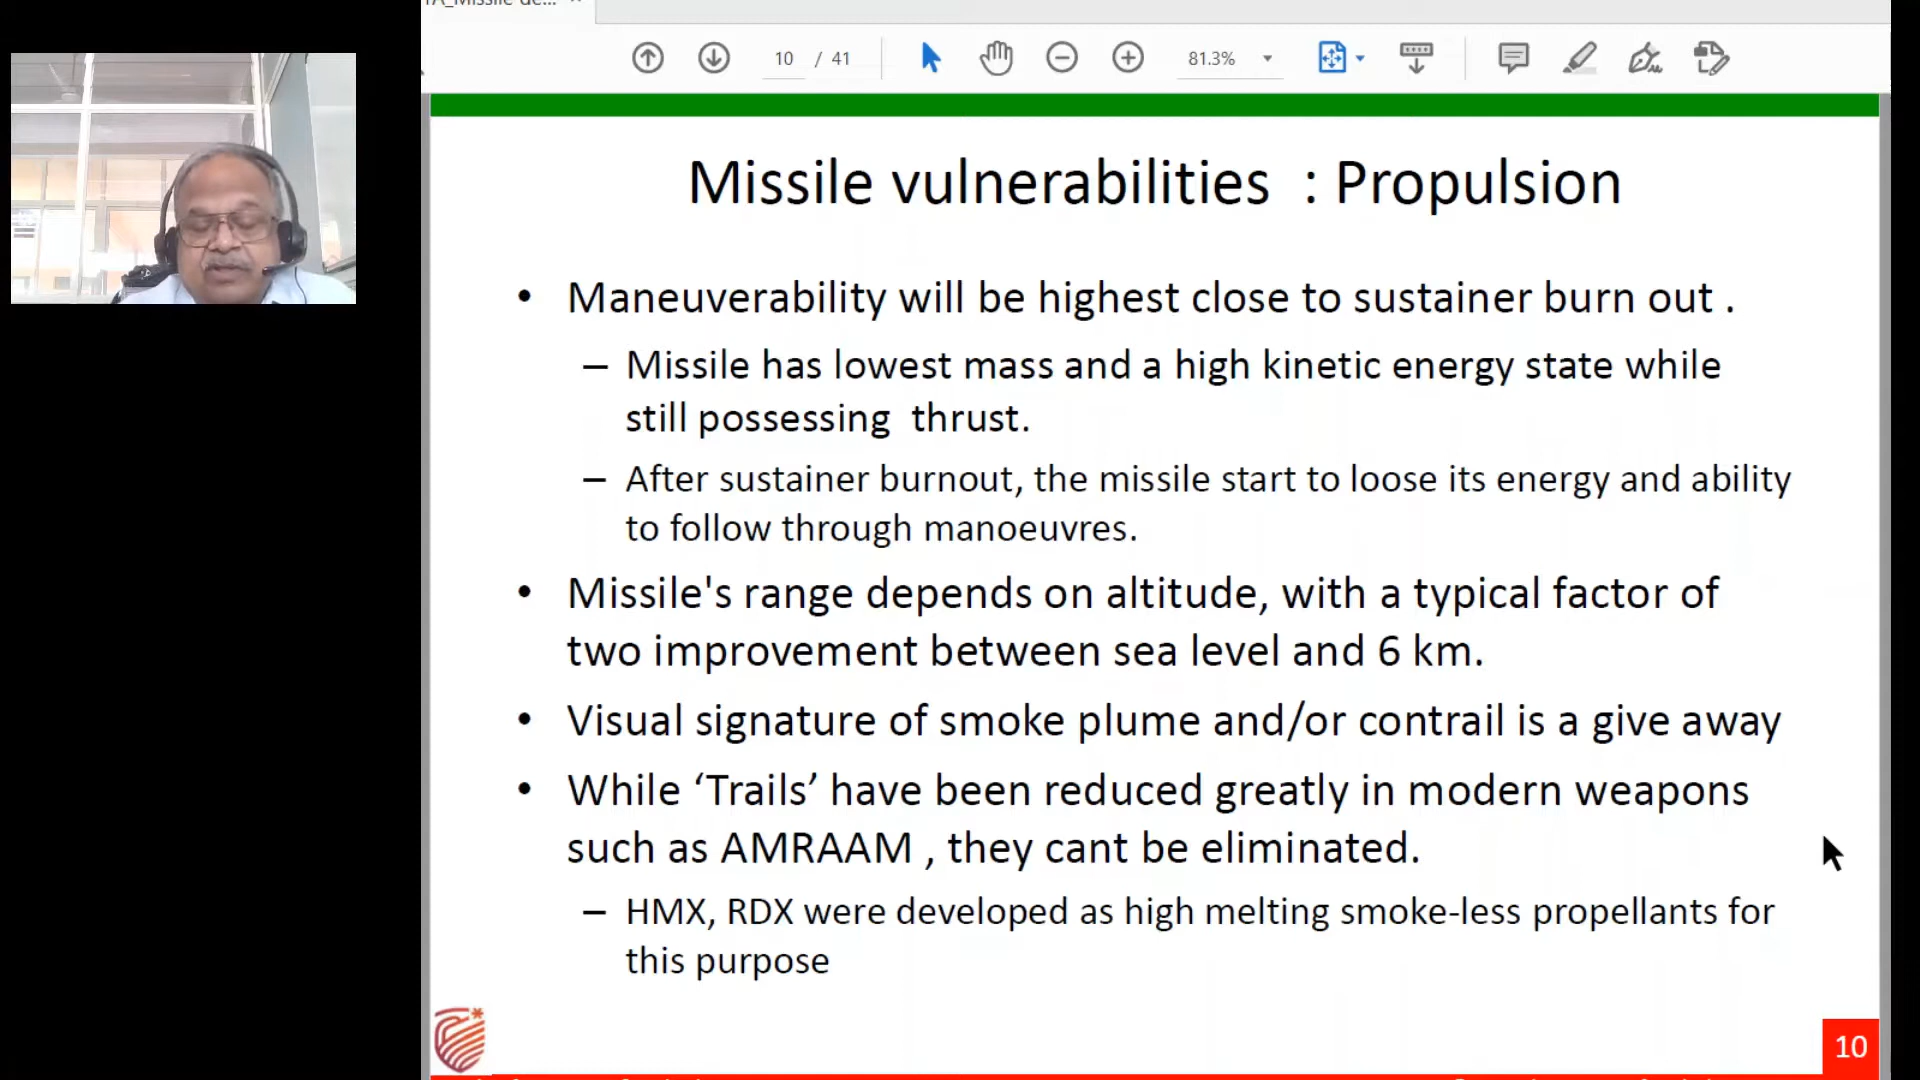 10 / 41
81.3%
Missile vulnerabilities : Propulsion
• Maneuverability will be highest close to sustainer burn out .
– Missile has lowest mass and a high kinetic energy state while
still possessing thrust.
– After sustainer burnout, the missile start to loose its energy and ability
to follow through manoeuvres.
• Missile's range depends on altitude, with a typical factor of
two improvement between sea level and 6 km.
• Visual signature of smoke plume and/or contrail is a give away
• While ‘Trails’ have been reduced greatly in modern weapons
such as AMRAAM , they cant be eliminated.
– HMX, RDX were developed as high melting smoke-less propellants for
this purpose
10